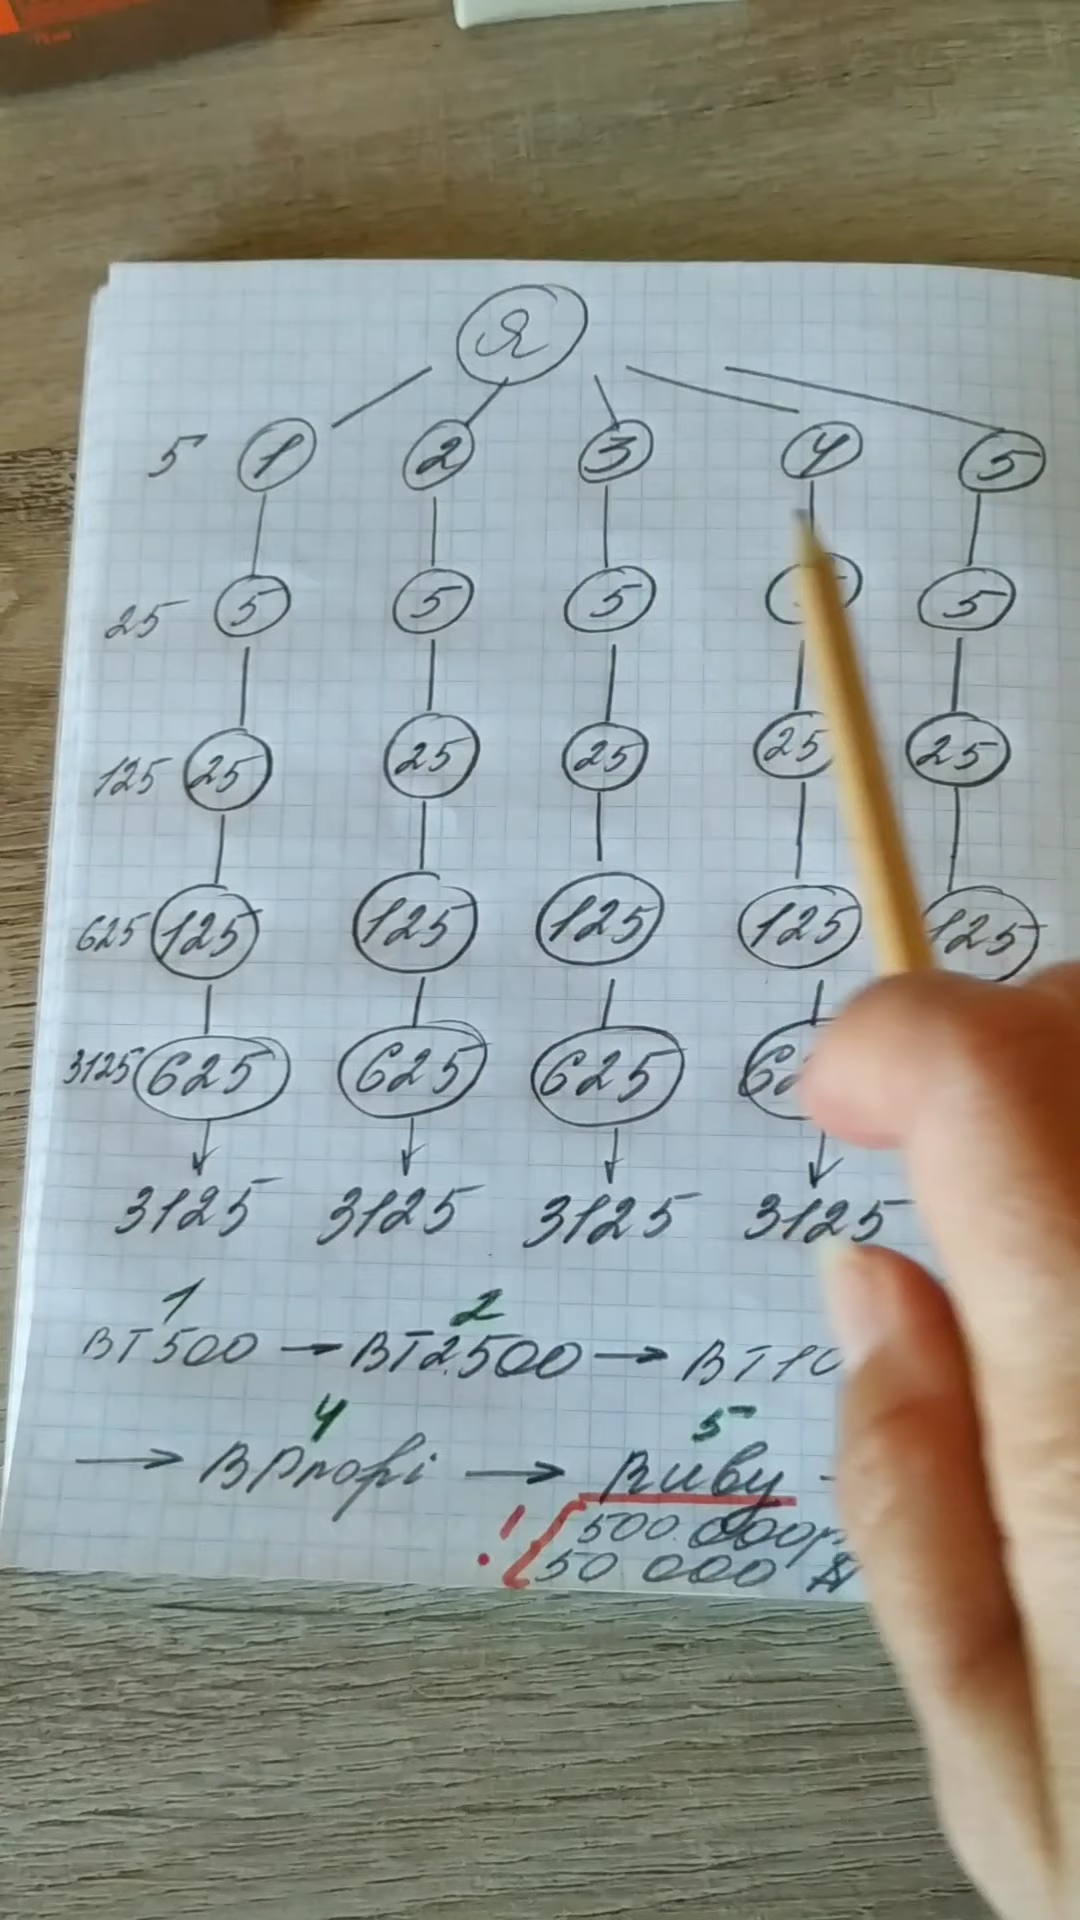 Я
5 1 2 3 4 5
25 5 5 5 5
125 25 25 25 25 25
625 125 125 125 125 125
3125 625 625 625
3125 3125 3125 3125
1 2
BT500 → BT2.500 →
4 5
→ BProfi → Ruby
! 500.000
50.000 $